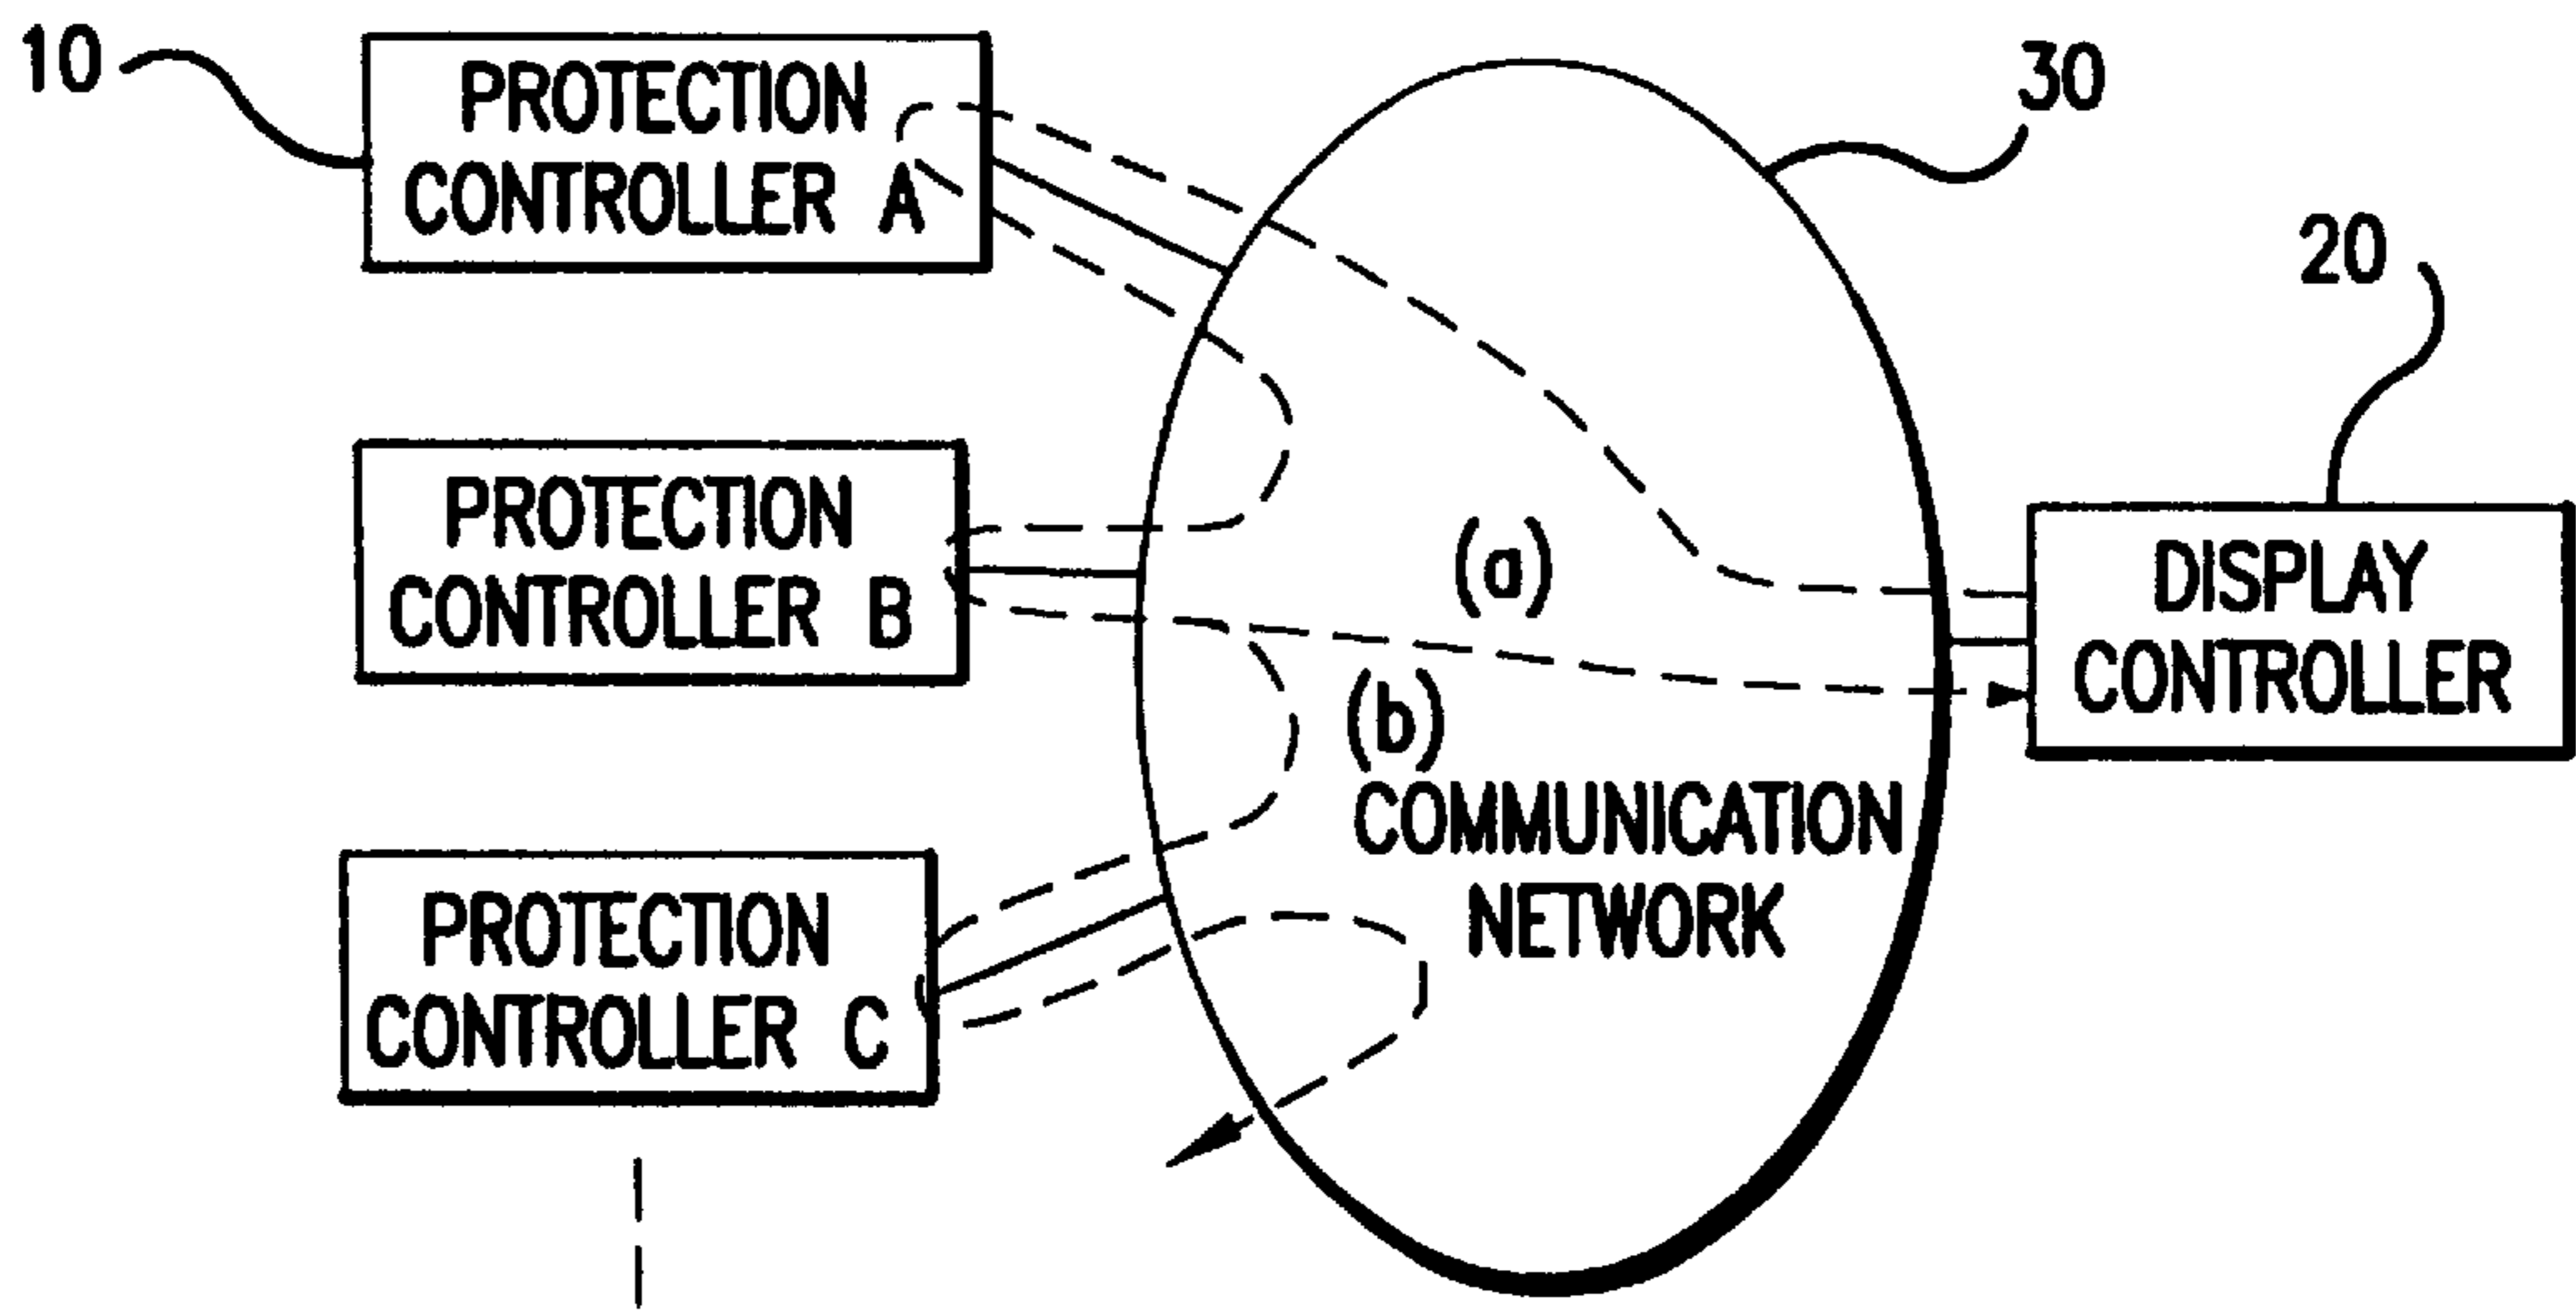 10
PROTECTION
CONTROLLER A
30
20
PROTECTION
CONTROLLER B
(a)
DISPLAY
CONTROLLER
(b)
COMMUNICATION
NETWORK
PROTECTION
CONTROLLER C